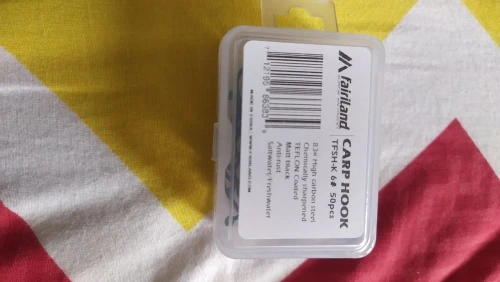 Fairiland
CARP HOOK
TFSH-K 6# 50pcs
83# High carbon steel
Chemically sharpened
TEFLON Coated
Matt Black
Anti-rust
Saltwater/Freshwater